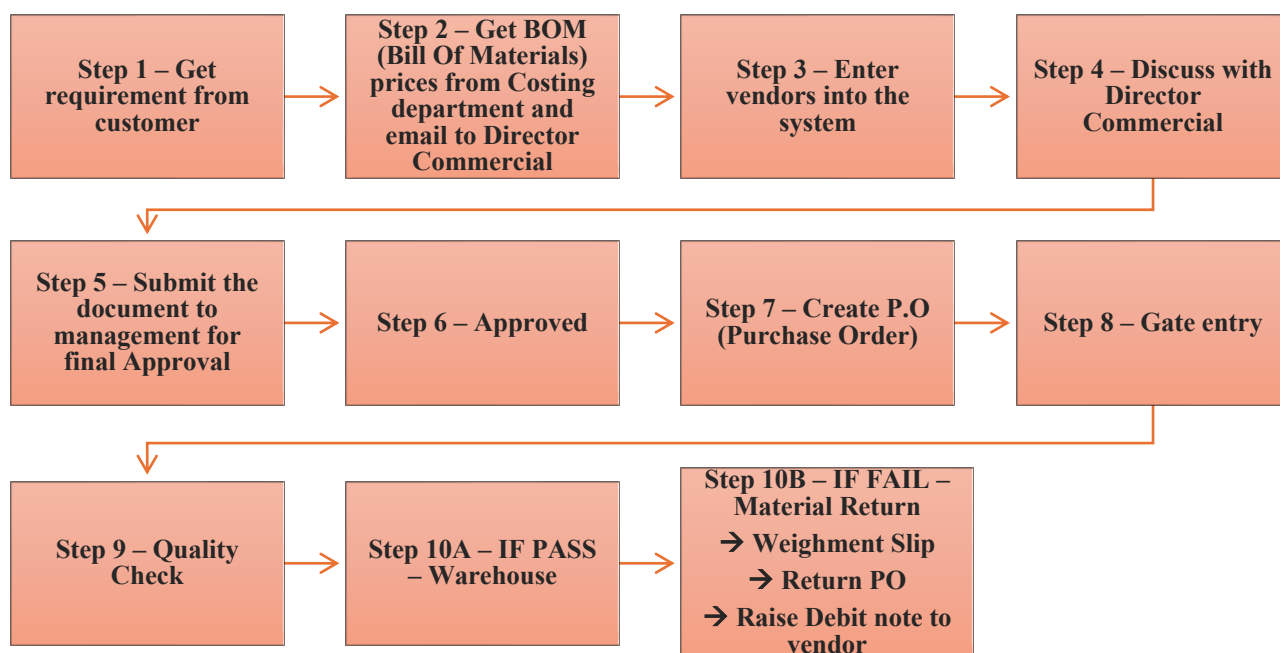 Step 1 – Get
requirement from
customer
Step 2 – Get BOM
(Bill Of Materials)
prices from Costing
department and
email to Director
Commercial
Step 3 – Enter
vendors into the
system
Step 4 – Discuss with
Director
Commercial
Step 5 – Submit the
document to
management for
final Approval
Step 6 – Approved
Step 7 – Create P.O
(Purchase Order)
Step 8 – Gate entry
Step 9 – Quality
Check
Step 10A – IF PASS
– Warehouse
Step 10B – IF FAIL –
Material Return
→ Weighment Slip
→ Return PO
→ Raise Debit note to
vendor